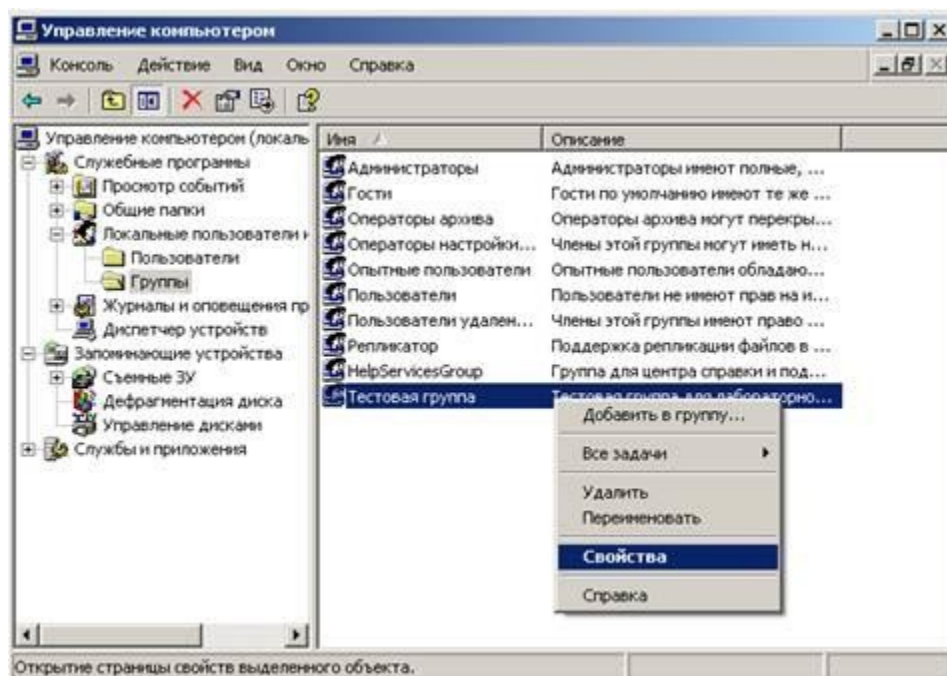 Управление компьютером
Консоль Действие Вид Окно Справка
Управление компьютером (локаль
Служебные программы
Просмотр событий
Общие папки
Локальные пользователи и
Пользователи
Группы
Журналы и оповещения пр
Диспетчер устройств
Запоминающие устройства
Съемные ЗУ
Дефрагментация диска
Управление дисками
Службы и приложения
Имя Описание
Администраторы Администраторы имеют полные, ...
Гости Гости по умолчанию имеют те же ...
Операторы архива Операторы архива могут перекры...
Операторы настройки... Члены этой группы могут иметь н...
Опытные пользователи Опытные пользователи обладаю...
Пользователи Пользователи не имеют прав на и...
Пользователи удален... Члены этой группы имеют право ...
Репликатор Поддержка репликации файлов в ...
HelpServicesGroup Группа для центра справки и под...
Тестовая группа Тестовая группа для лабораторно...
Добавить в группу...
Все задачи
Удалить
Переименовать
Свойства
Справка
Открытие страницы свойств выделенного объекта.